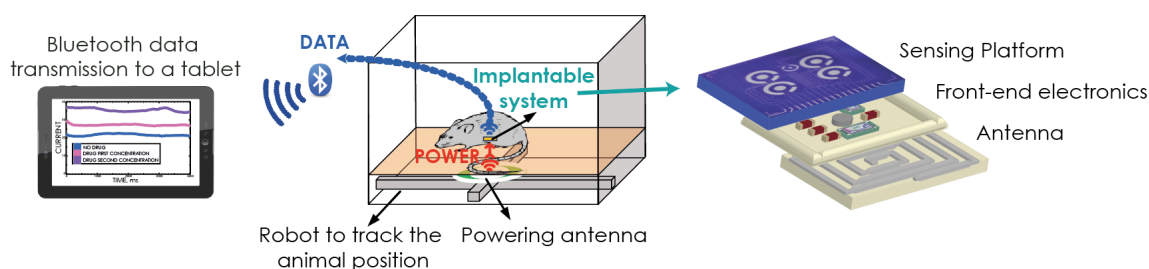 Bluetooth data
transmission to a tablet
CURRENT
NO DRUG
DRUG FIRST CONCENTRATION
DRUG SECOND CONCENTRATION
TIME, ms
DATA
Implantable
system
POWER
Robot to track the
animal position
Powering antenna
Sensing Platform
Front-end electronics
Antenna